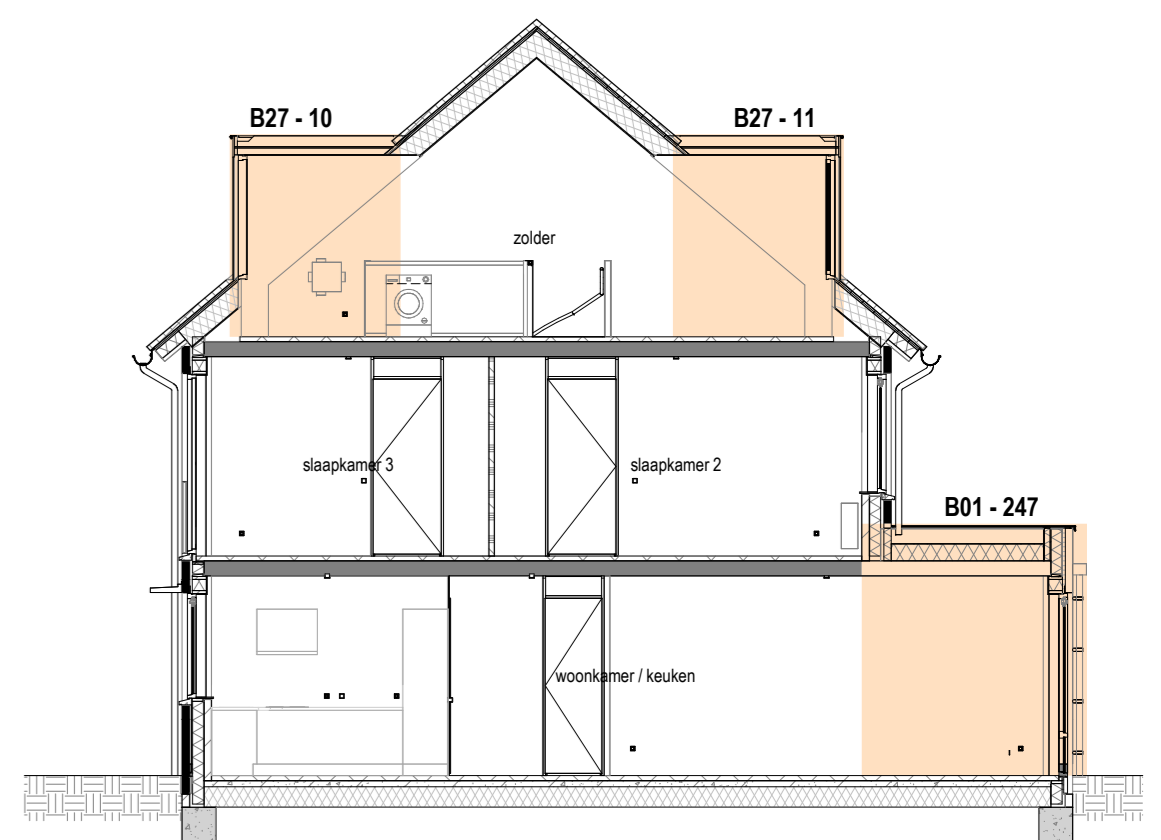 B27 - 10
B27 - 11
zolder
slaapkamer 3
slaapkamer 2
B01 - 247
woonkamer / keuken